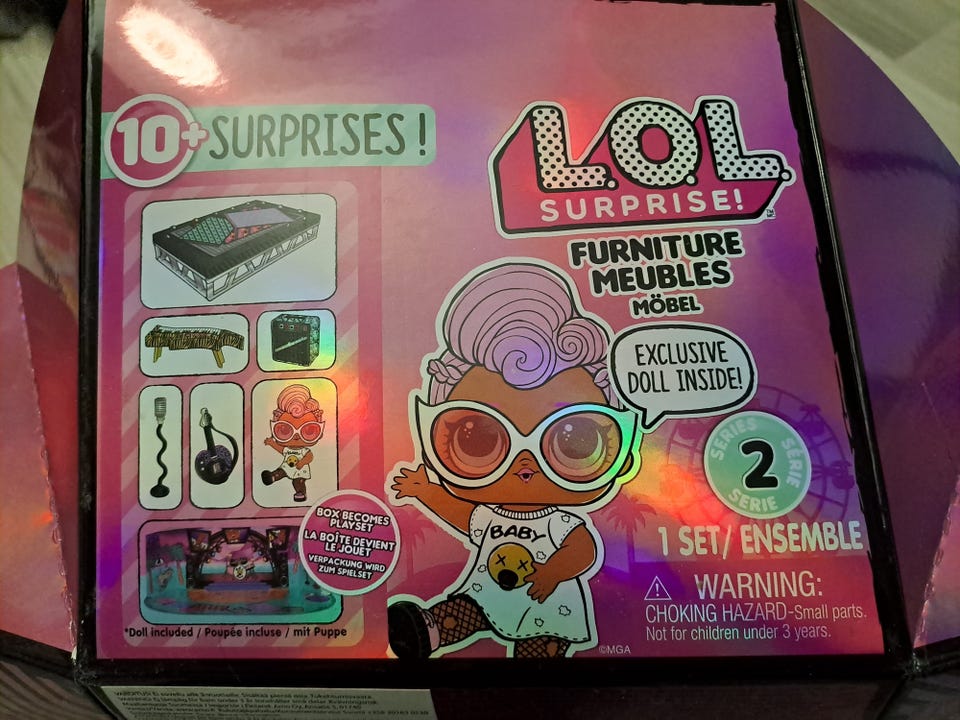 10+ SURPRISES!
L.O.L.
SURPRISE!
FURNITURE
MEUBLES
MÖBEL
EXCLUSIVE
DOLL INSIDE!
SERIES
SÉRIE
2
SERIE
BABY
BOX BECOMES
PLAYSET
LA BOÎTE DEVIENT
LE JOUET
VERPACKUNG WIRD
ZUM SPIELSET
1 SET/ ENSEMBLE
WARNING:
CHOKING HAZARD-Small parts.
Not for children under 3 years.
*Doll included / Poupée incluse / mit Puppe
©MGA